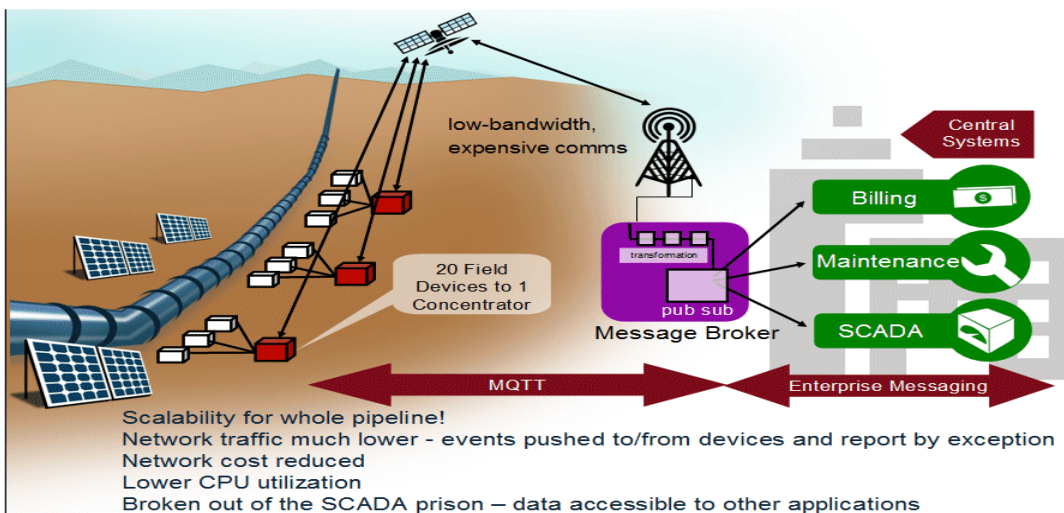 low-bandwidth,
expensive comms
Central
Systems
Billing
transformation
Maintenance
20 Field
Devices to 1
Concentrator
pub sub
Message Broker
SCADA
MQTT
Enterprise Messaging
Scalability for whole pipeline!
Network traffic much lower - events pushed to/from devices and report by exception
Network cost reduced
Lower CPU utilization
Broken out of the SCADA prison – data accessible to other applications